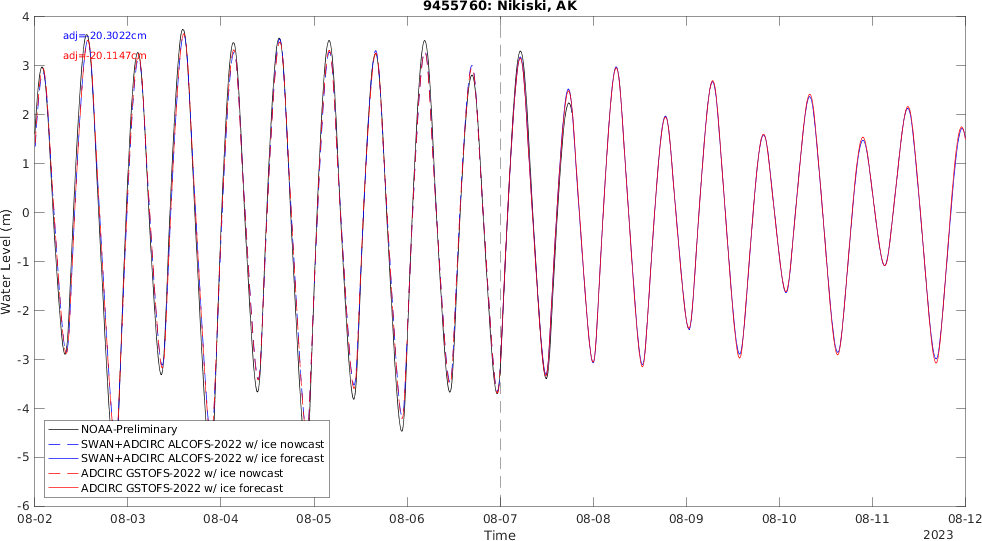 9455760: Nikiski, AK
adj=-20.3022cm
adj=-20.1147cm
Water Level (m)
4
3
2
1
0
-1
-2
-3
-4
-5
-6
NOAA-Preliminary
SWAN+ADCIRC ALCOFS-2022 w/ ice nowcast
SWAN+ADCIRC ALCOFS-2022 w/ ice forecast
ADCIRC GSTOFS-2022 w/ ice nowcast
ADCIRC GSTOFS-2022 w/ ice forecast
08-02 08-03 08-04 08-05 08-06 08-07 08-08 08-09 08-10 08-11 08-12
Time
2023